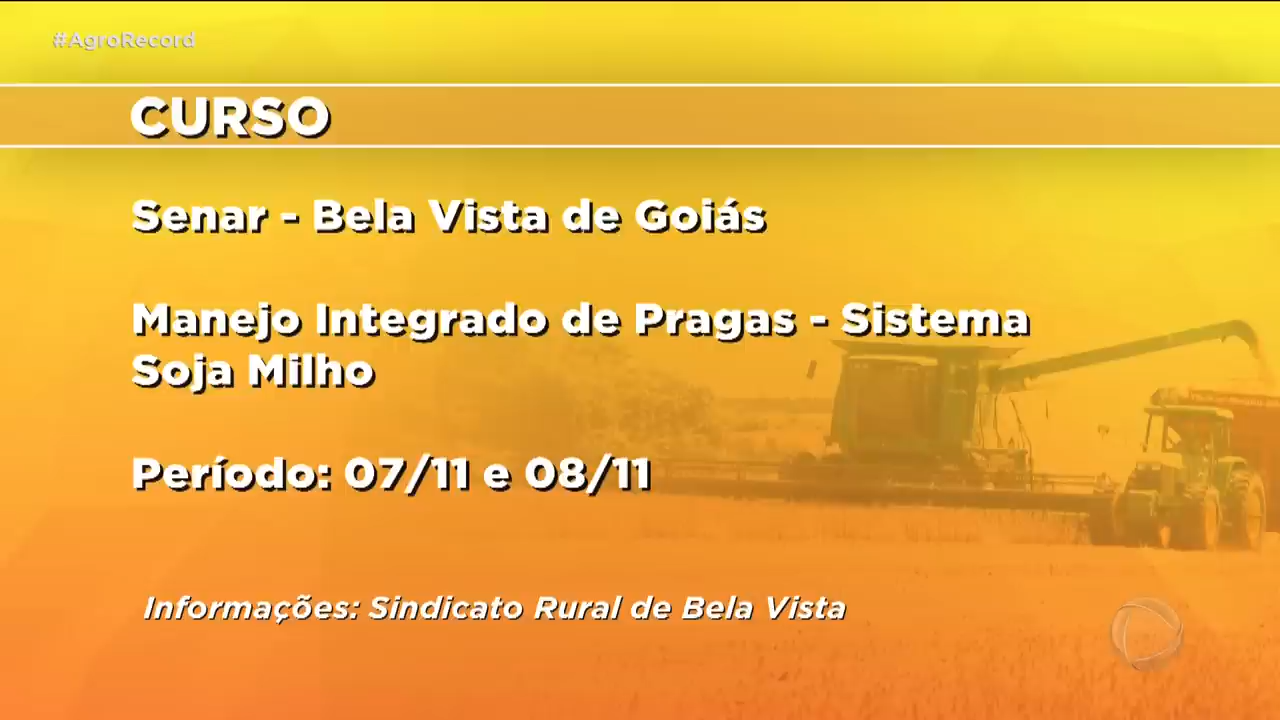 #AgroRecord
CURSO
Senar - Bela Vista de Goiás
Manejo Integrado de Pragas - Sistema
Soja Milho
Período: 07/11 e 08/11
Informações: Sindicato Rural de Bela Vista